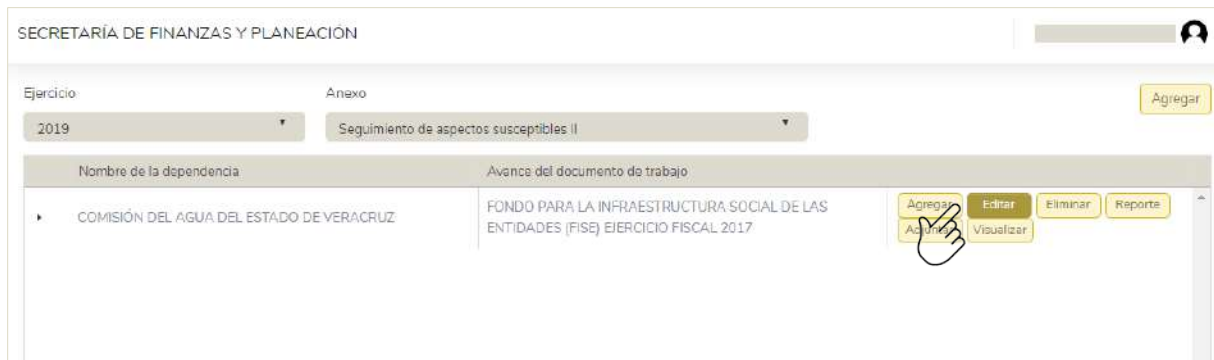 SECRETARÍA DE FINANZAS Y PLANEACIÓN
Ejercicio
Anexo
Agregar
2019
Seguimiento de aspectos susceptibles II
Nombre de la dependencia
Avance del documento de trabajo
COMISIÓN DEL AGUA DEL ESTADO DE VERACRUZ
FONDO PARA LA INFRAESTRUCTURA SOCIAL DE LAS
ENTIDADES (FISE) EJERCICIO FISCAL 2017
Agregar
Editar
Eliminar
Reporte
Adjuntar
Visualizar